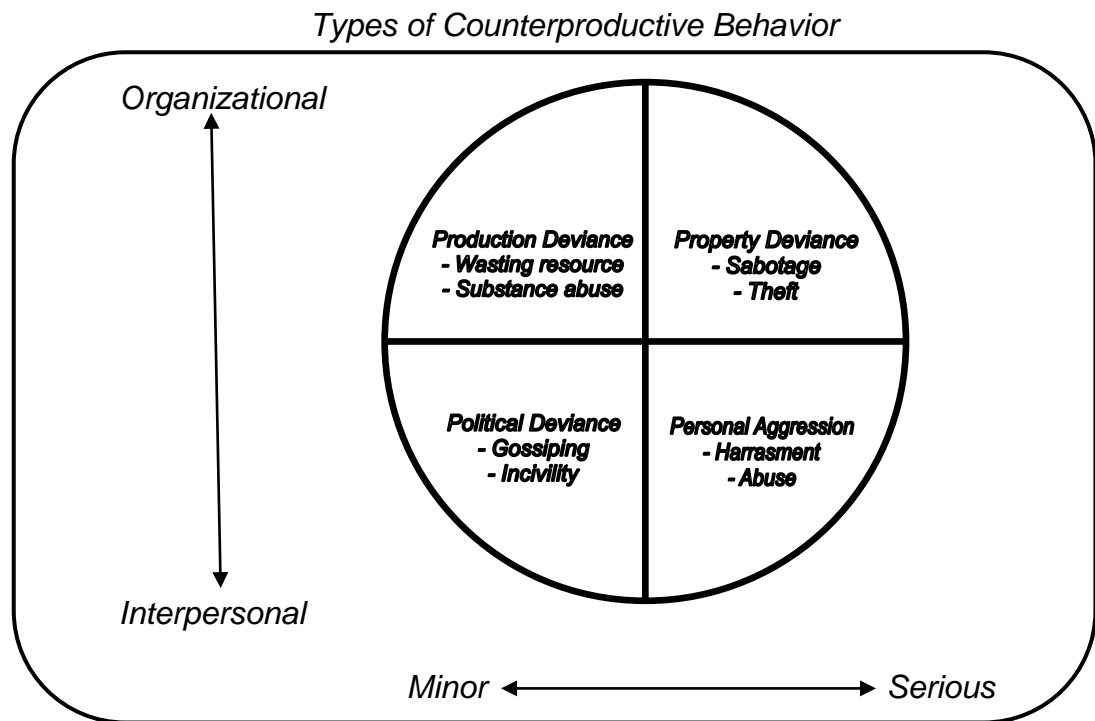 Types of Counterproductive Behavior
Organizational
Production Deviance
- Wasting resource
- Substance abuse
Property Deviance
- Sabotage
- Theft
Political Deviance
- Gossiping
- Incivility
Personal Aggression
- Harrasment
- Abuse
Interpersonal
Minor
Serious